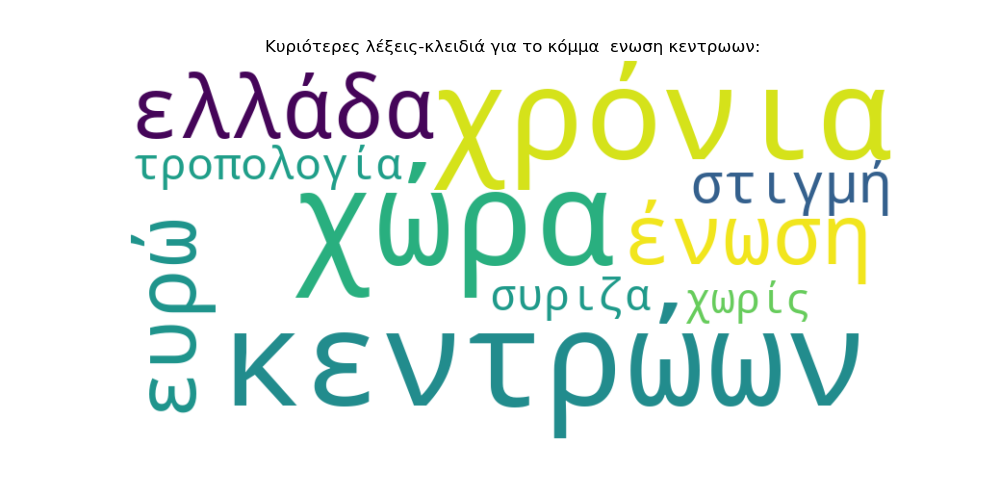 Κυριότερες λέξεις-κλειδιά για το κόμμα  ενωση κεντρωων:
ελλάδα
χρόνια
τροπολογία
στιγμή
χώρα
ένωση
ευρώ
συριζα
χωρίς
κεντρώων